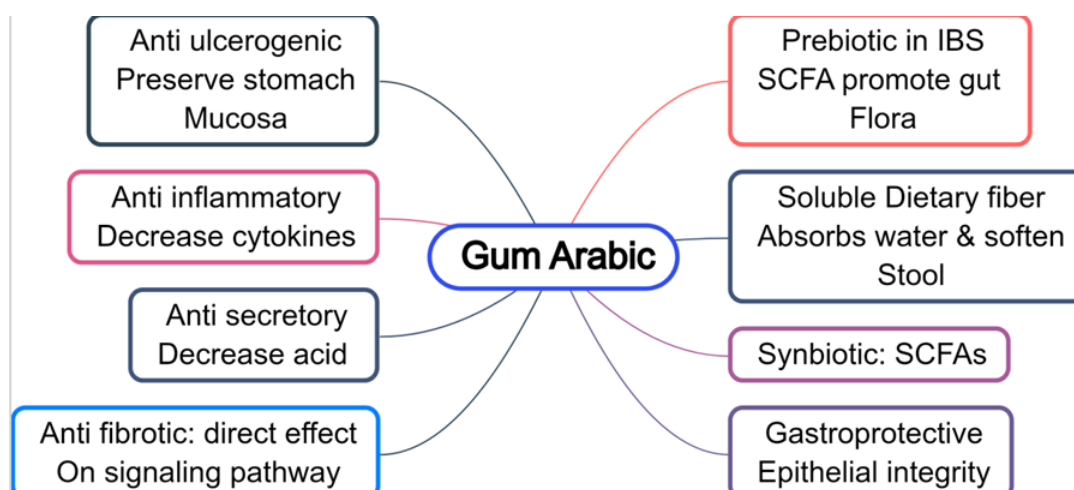 Anti ulcerogenic
Preserve stomach
Mucosa
Anti inflammatory
Decrease cytokines
Anti secretory
Decrease acid
Anti fibrotic: direct effect
On signaling pathway
Gum Arabic
Prebiotic in IBS
SCFA promote gut
Flora
Soluble Dietary fiber
Absorbs water & soften
Stool
Synbiotic: SCFAs
Gastroprotective
Epithelial integrity